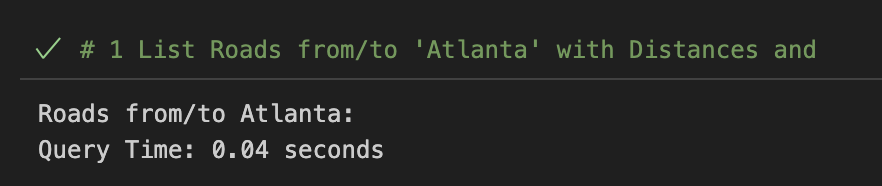 # 1 List Roads from/to 'Atlanta' with Distances and
Roads from/to Atlanta:
Query Time: 0.04 seconds